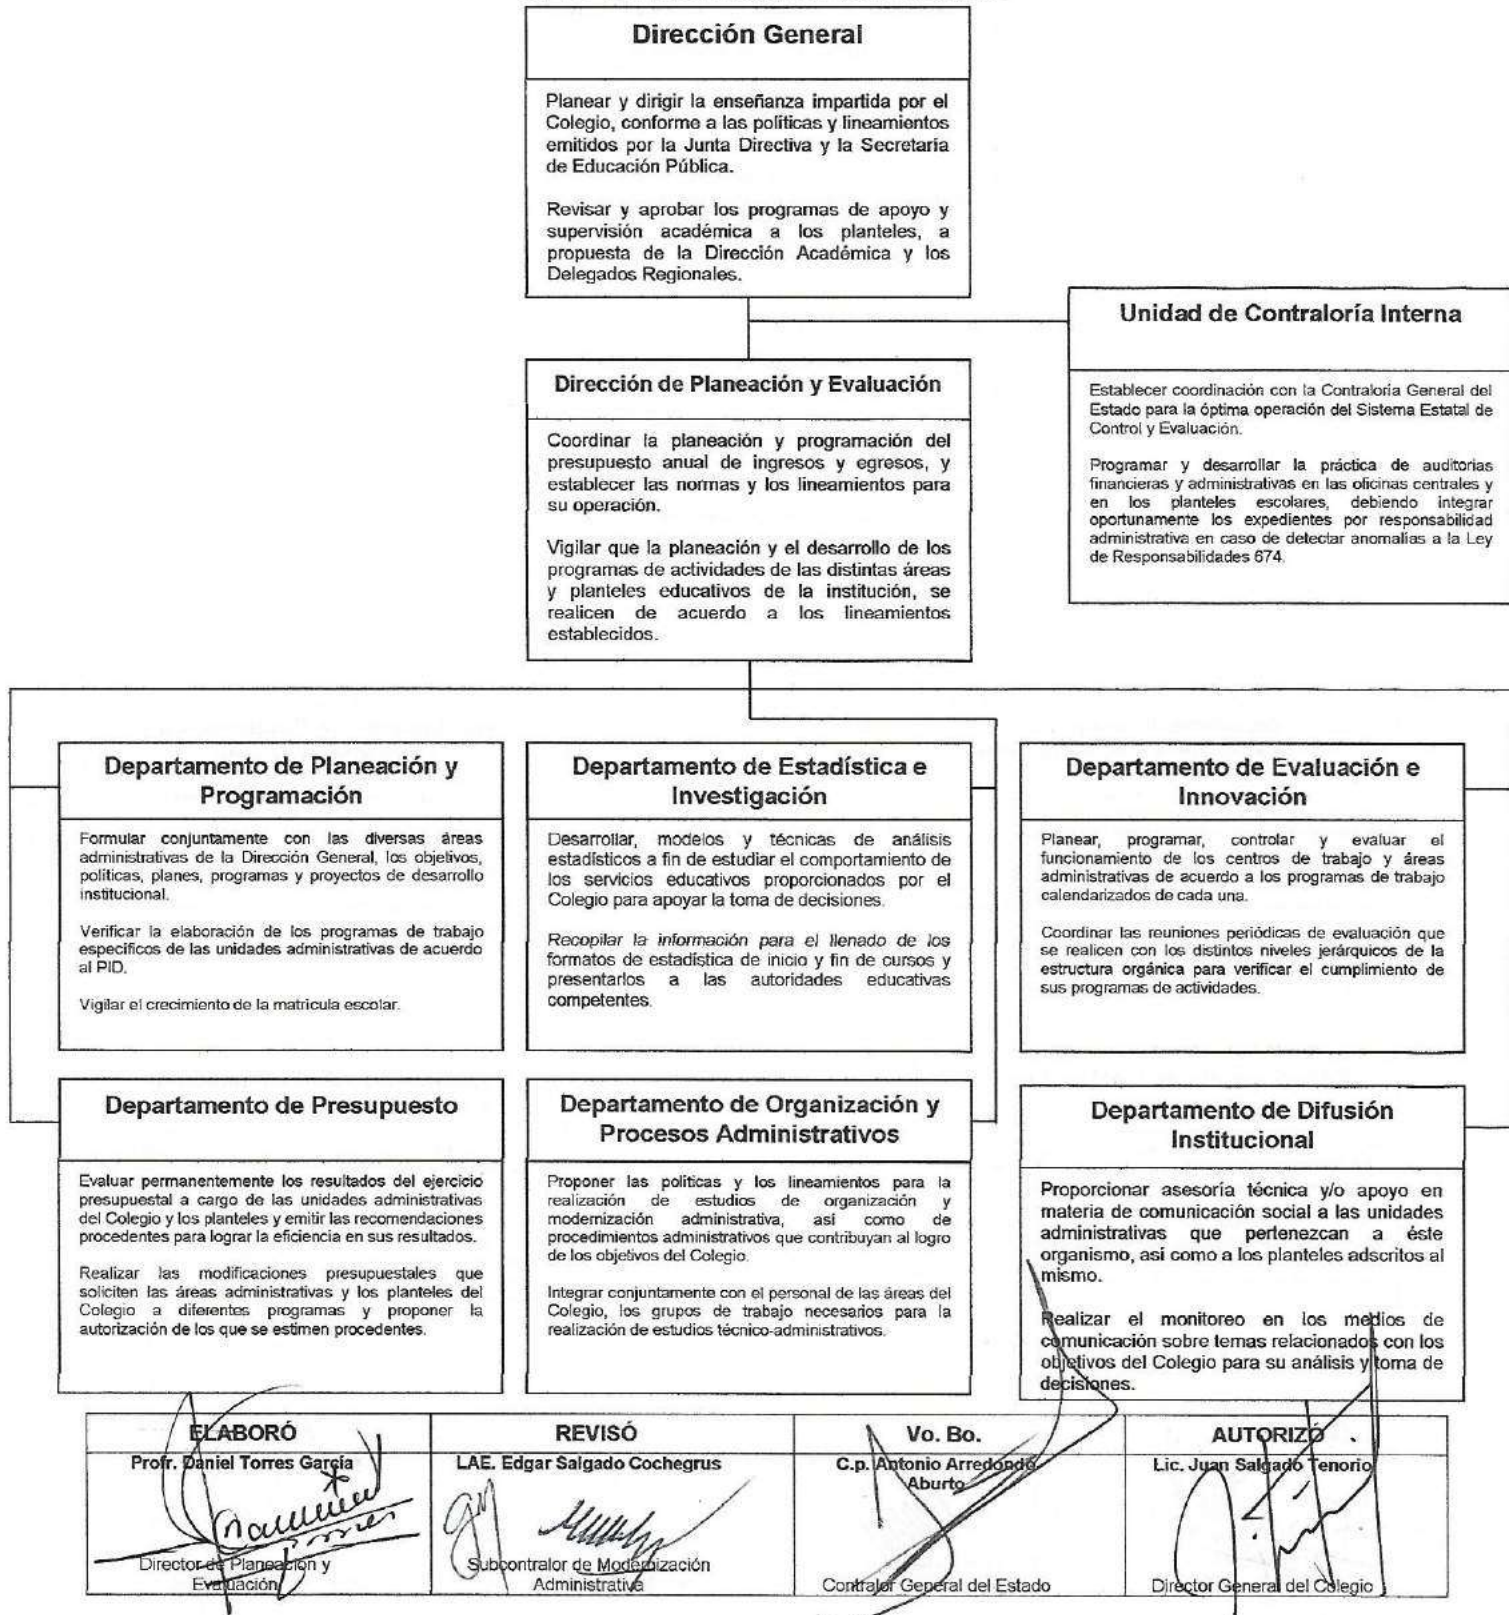 Dirección General
Planear y dirigir la enseñanza impartida por el
Colegio, conforme a las políticas y lineamientos
emitidos por la Junta Directiva y la Secretaría
de Educación Pública.
Revisar y aprobar los programas de apoyo y
supervisión académica a los planteles, a
propuesta de la Dirección Académica y los
Delegados Regionales.
Unidad de Contraloría Interna
Establecer coordinación con la Contraloría General del
Estado para la óptima operación del Sistema Estatal de
Control y Evaluación.
Programar y desarrollar la práctica de auditorias
financieras y administrativas en las oficinas centrales y
en los planteles escolares, debiendo integrar
oportunamente los expedientes por responsabilidad
administrativa en caso de detectar anomalías a la Ley
de Responsabilidades 674.
Dirección de Planeación y Evaluación
Coordinar la planeación y programación del
presupuesto anual de ingresos y egresos, y
establecer las normas y los lineamientos para
su operación.
Vigilar que la planeación y el desarrollo de los
programas de actividades de las distintas áreas
y planteles educativos de la institución, se
realicen de acuerdo a los lineamientos
establecidos.
Departamento de Planeación y
Programación
Formular conjuntamente con las diversas áreas
administrativas de la Dirección General, los objetivos,
políticas, planes, programas y proyectos de desarrollo
institucional.
Verificar la elaboración de los programas de trabajo
específicos de las unidades administrativas de acuerdo
al PID.
Vigilar el crecimiento de la matricula escolar.
Departamento de Estadística e
Investigación
Desarrollar, modelos y técnicas de análisis
estadísticos a fin de estudiar el comportamiento de
los servicios educativos proporcionados por el
Colegio para apoyar la toma de decisiones.
Recopilar la información para el llenado de los
formatos de estadística de inicio y fin de cursos y
presentarlos a las autoridades educativas
competentes.
Departamento de Evaluación e
Innovación
Planear, programar, controlar y evaluar el
funcionamiento de los centros de trabajo y áreas
administrativas de acuerdo a los programas de trabajo
calendarizados de cada una.
Coordinar las reuniones periódicas de evaluación que
se realicen con los distintos niveles jerárquicos de la
estructura orgánica para verificar el cumplimiento de
sus programas de actividades.
Departamento de Presupuesto
Evaluar permanentemente los resultados del ejercicio
presupuestal a cargo de las unidades administrativas
del Colegio y los planteles y emitir las recomendaciones
procedentes para lograr la eficiencia en sus resultados.
Realizar las modificaciones presupuestales que
soliciten las áreas administrativas y los planteles del
Colegio a diferentes programas y proponer la
autorización de los que se estimen procedentes.
Departamento de Organización y
Procesos Administrativos
Proponer las políticas y los lineamientos para la
realización de estudios de organización y
modernización administrativa, así como de
procedimientos administrativos que contribuyan al logro
de los objetivos del Colegio.
Integrar conjuntamente con el personal de las áreas del
Colegio, los grupos de trabajo necesarios para la
realización de estudios técnico-administrativos.
Departamento de Difusión
Institucional
Proporcionar asesoría técnica y/o apoyo en
materia de comunicación social a las unidades
administrativas que pertenezcan a éste
organismo, así como a los planteles adscritos al
mismo.
Realizar el monitoreo en los medios de
comunicación sobre temas relacionados con los
objetivos del Colegio para su análisis y toma de
decisiones.
ELABORÓ
Profr. Daniel Torres García
Director de Planeación y
Evaluación
REVISÓ
LAE. Edgar Salgado Cochegrus
Subcontralor de Modernización
Administrativa
Vo. Bo.
C.p. Antonio Arredondo
Aburto
Contralor General del Estado
AUTORIZÓ
Lic. Juan Salgado Tenorio
Director General del Colegio